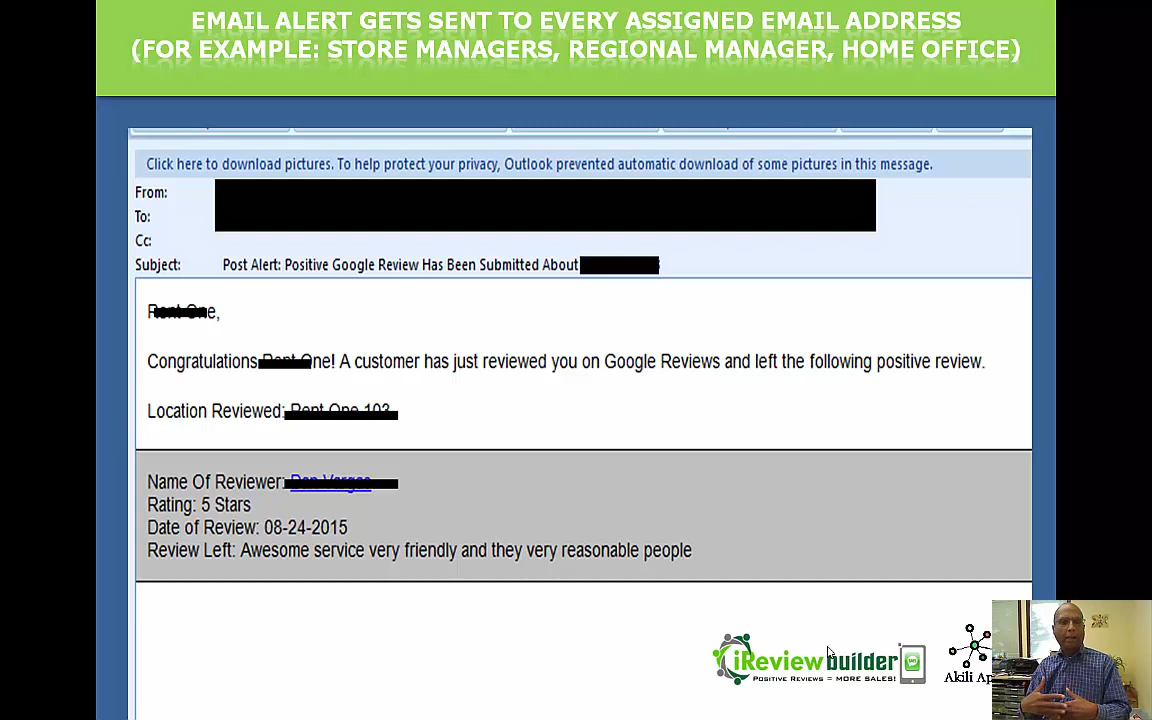 EMAIL ALERT GETS SENT TO EVERY ASSIGNED EMAIL ADDRESS
(FOR EXAMPLE: STORE MANAGERS, REGIONAL MANAGER, HOME OFFICE)
Click here to download pictures. To help protect your privacy, Outlook prevented automatic download of some pictures in this message.
From:
To:
Cc:
Subject: Post Alert: Positive Google Review Has Been Submitted About
Congratulations! A customer has just reviewed you on Google Reviews and left the following positive review.
Location Reviewed:
Name Of Reviewer:
Rating: 5 Stars
Date of Review: 08-24-2015
Review Left: Awesome service very friendly and they very reasonable people
iReviewbuilder
POSITIVE REVIEWS = MORE SALES!
Akili Ap